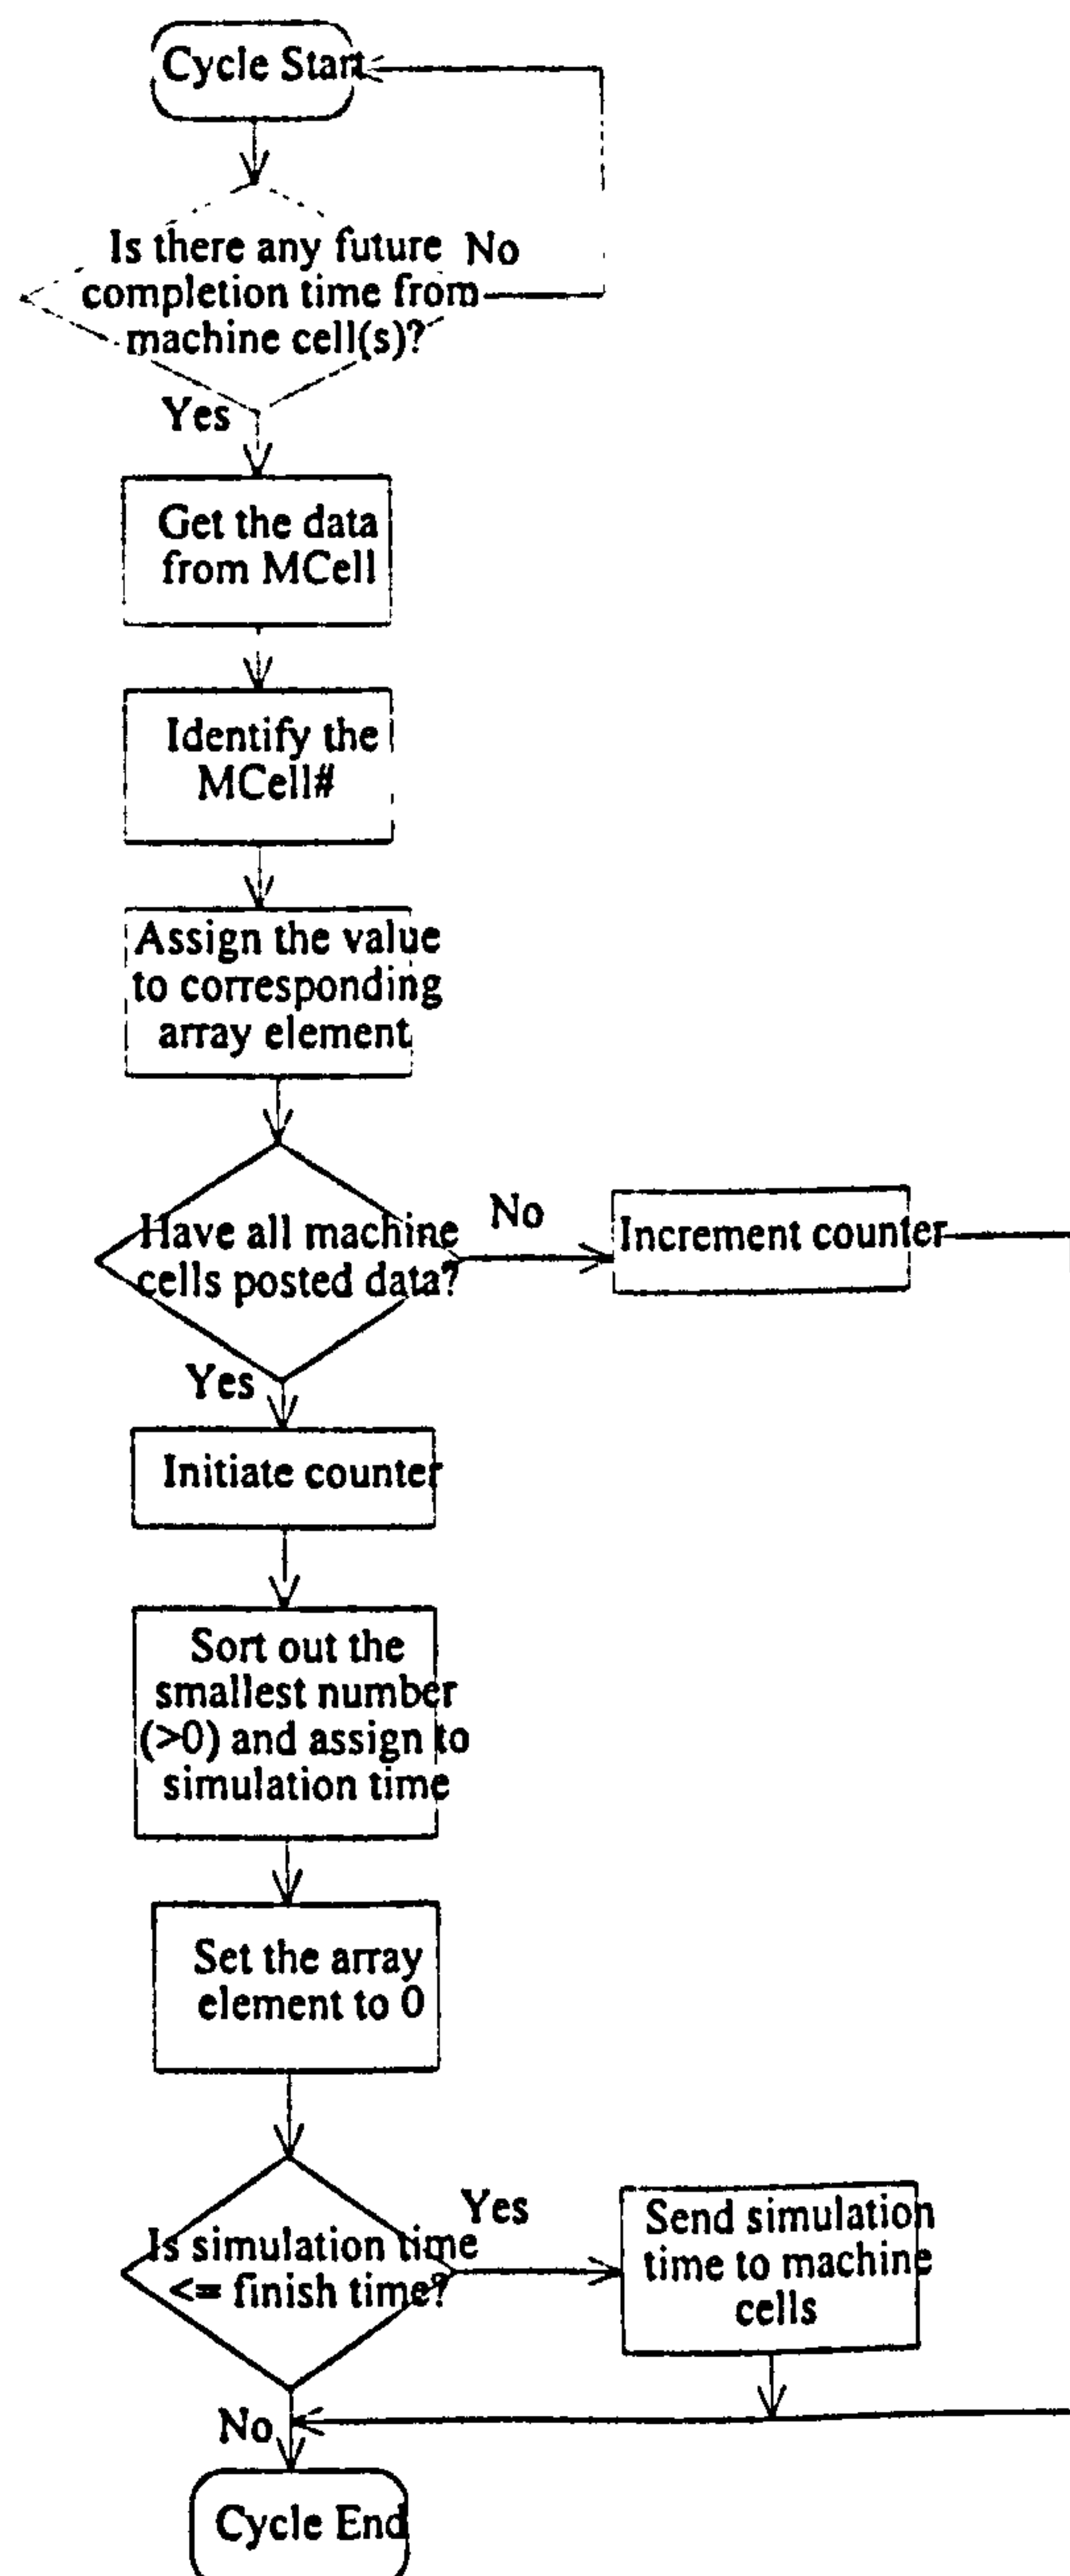 Cycle Start
Is there any future
No
completion time from
machine cell(s)?
Yes
Get the data
from MCell
Identify the
MCell#
Assign the value
to corresponding
array element
Have all machine
cells posted data?
No
Increment counter
Yes
Initiate counter
Sort out the
smallest number
(>0) and assign to
simulation time
Set the array
element to 0
Is simulation time
<= finish time?
Yes
Send simulation
time to machine
cells
No
Cycle End